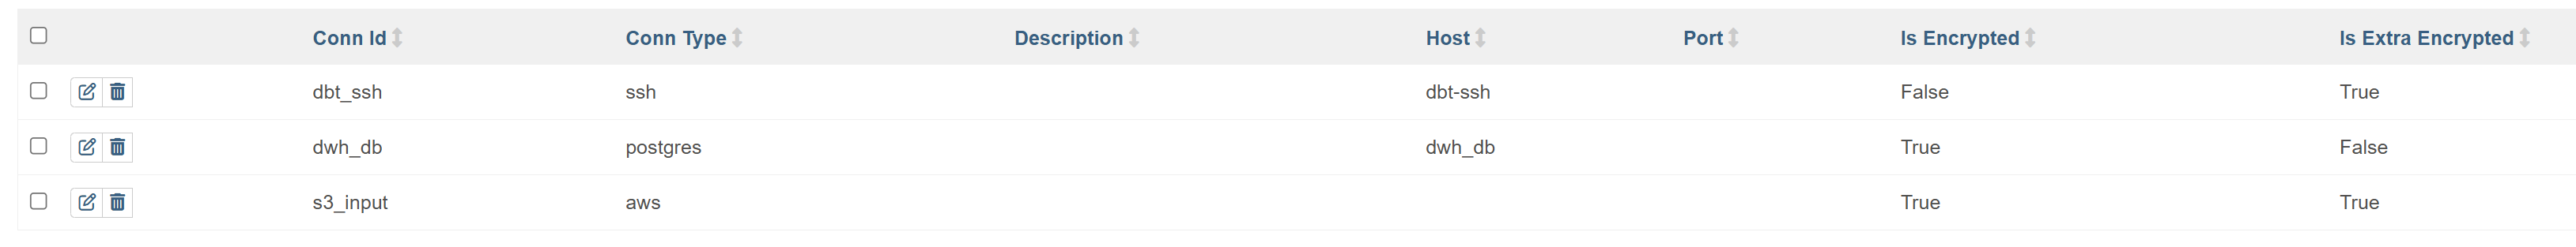 Conn Id Conn Type Description Host Port Is Encrypted Is Extra Encrypted
dbt_ssh ssh dbt-ssh False True
dwh_db postgres dwh_db True False
s3_input aws True True